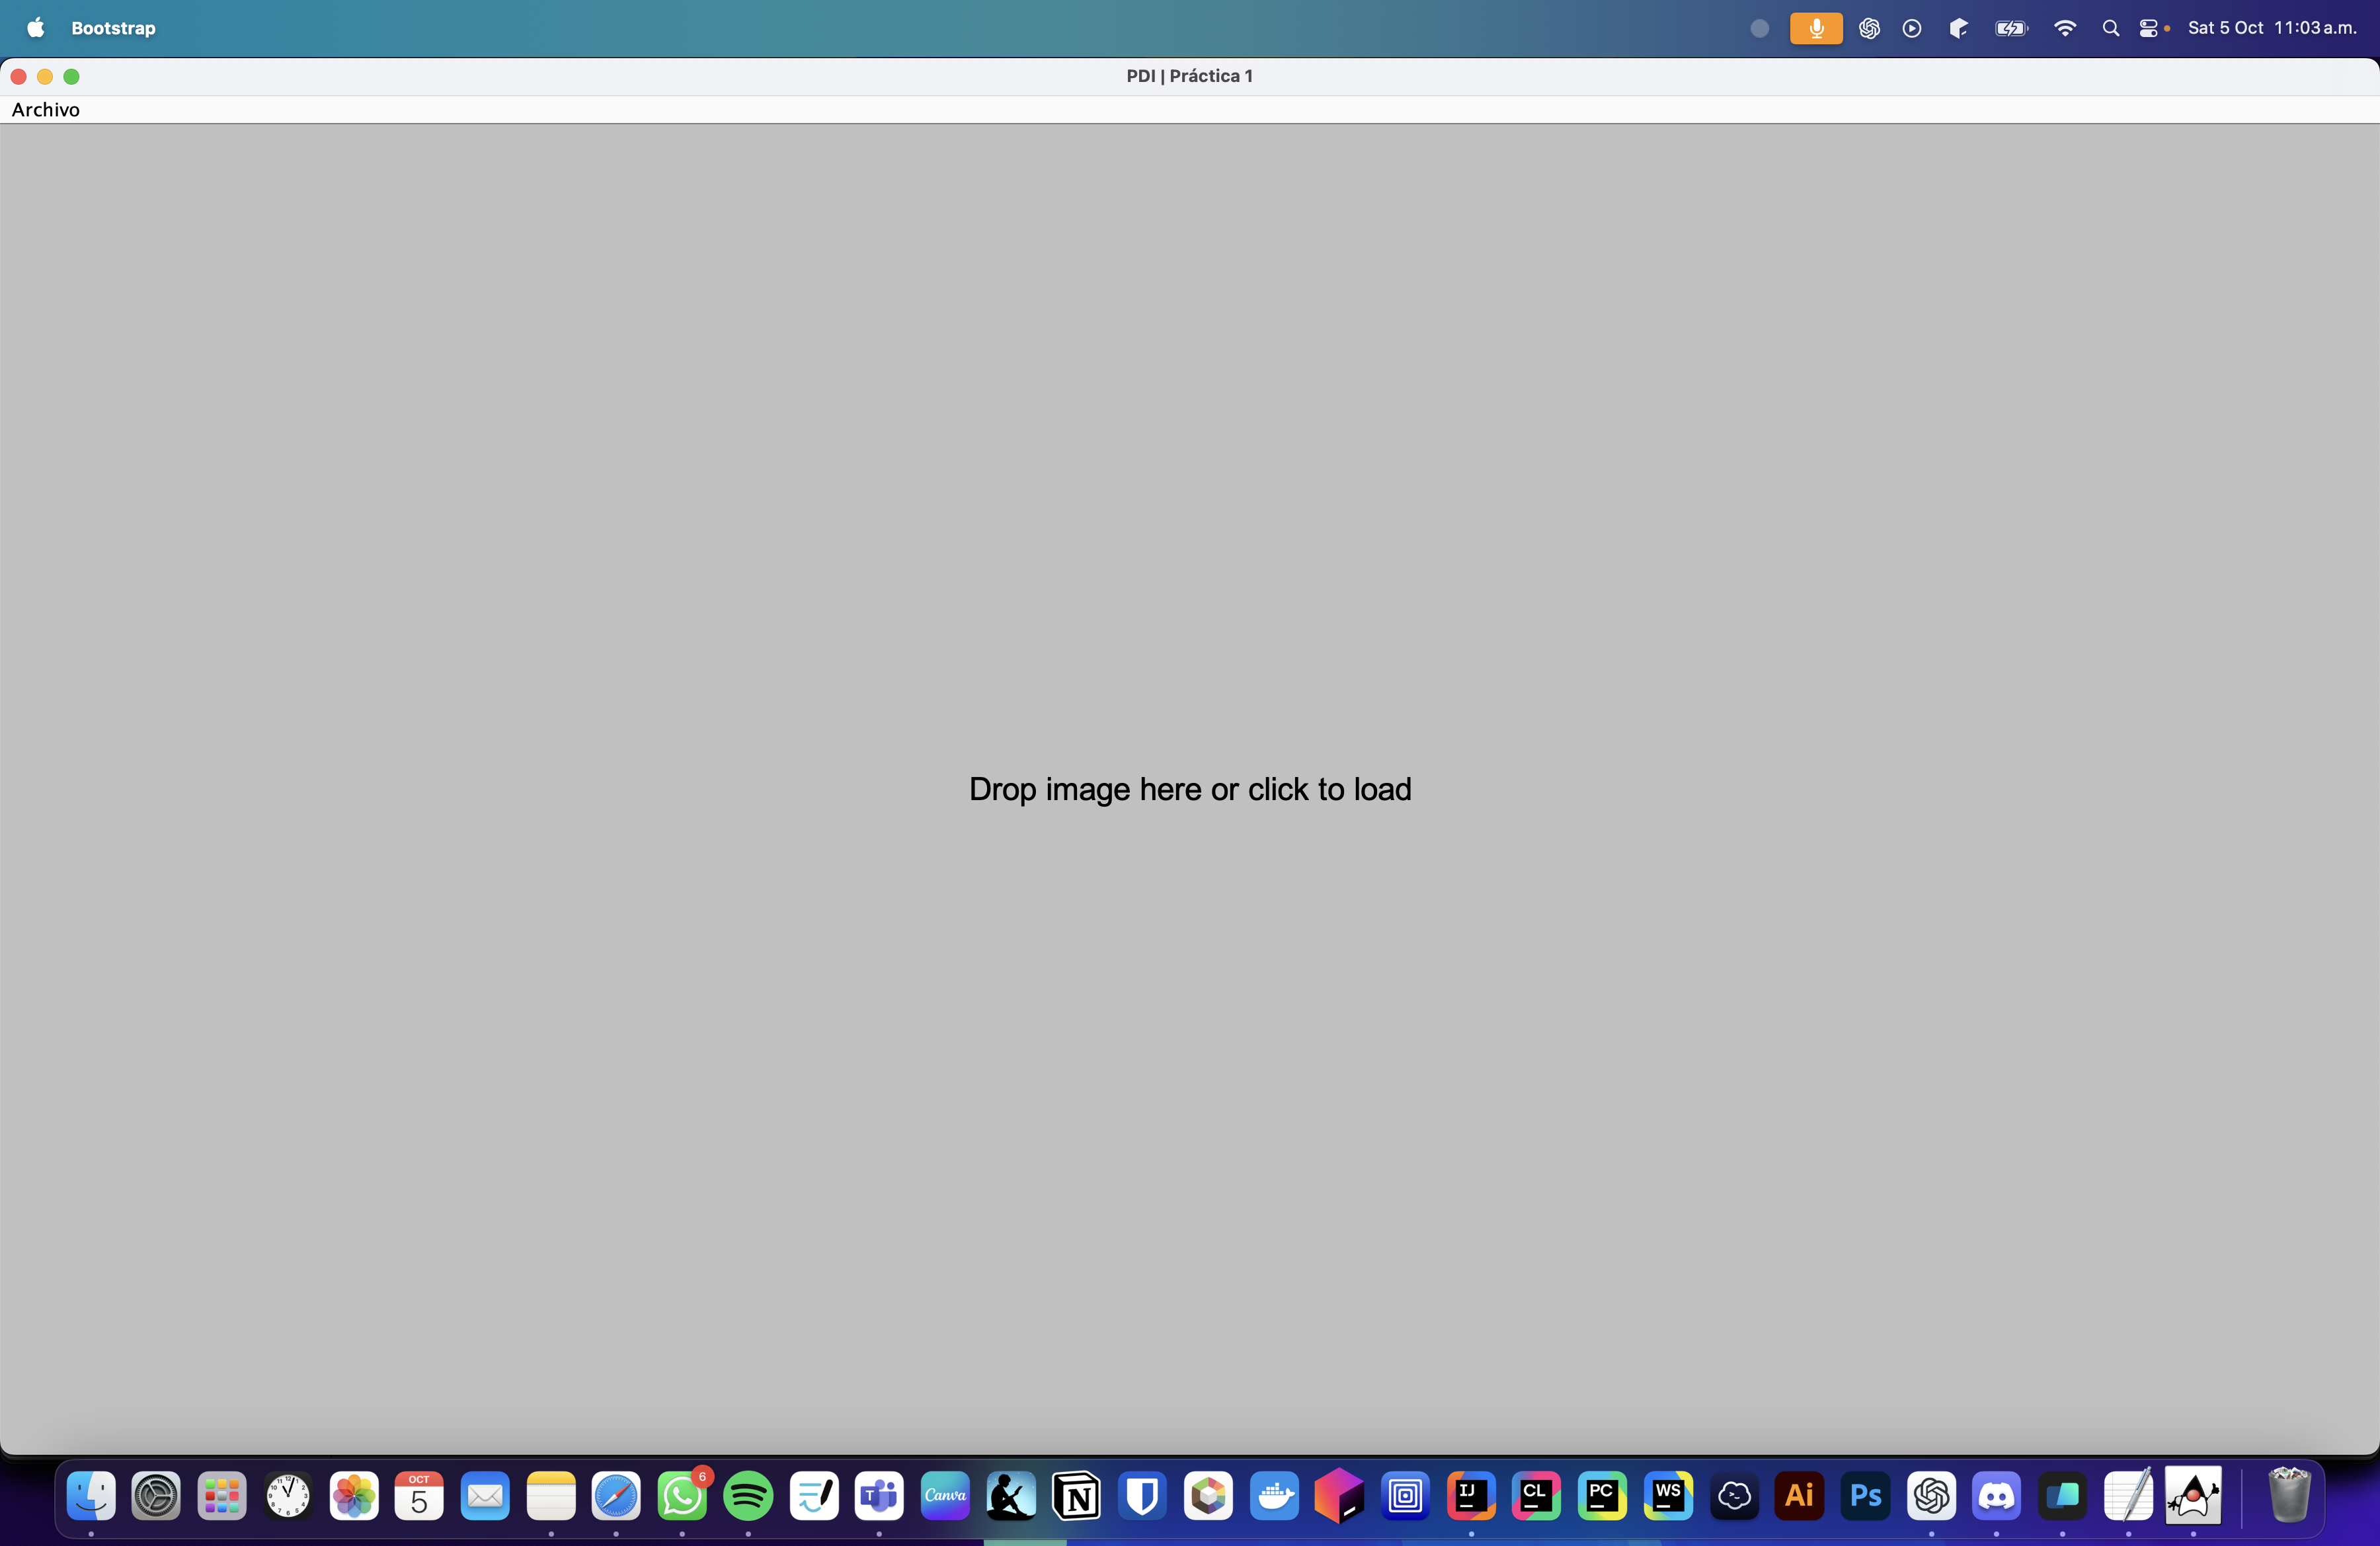 Bootstrap
Sat 5 Oct 11:03 a.m.
PDI | Práctica 1
Archivo
Drop image here or click to load
OCT
5
6
T
Canva
N
IJ
CL
PC
WS
Ai
Ps